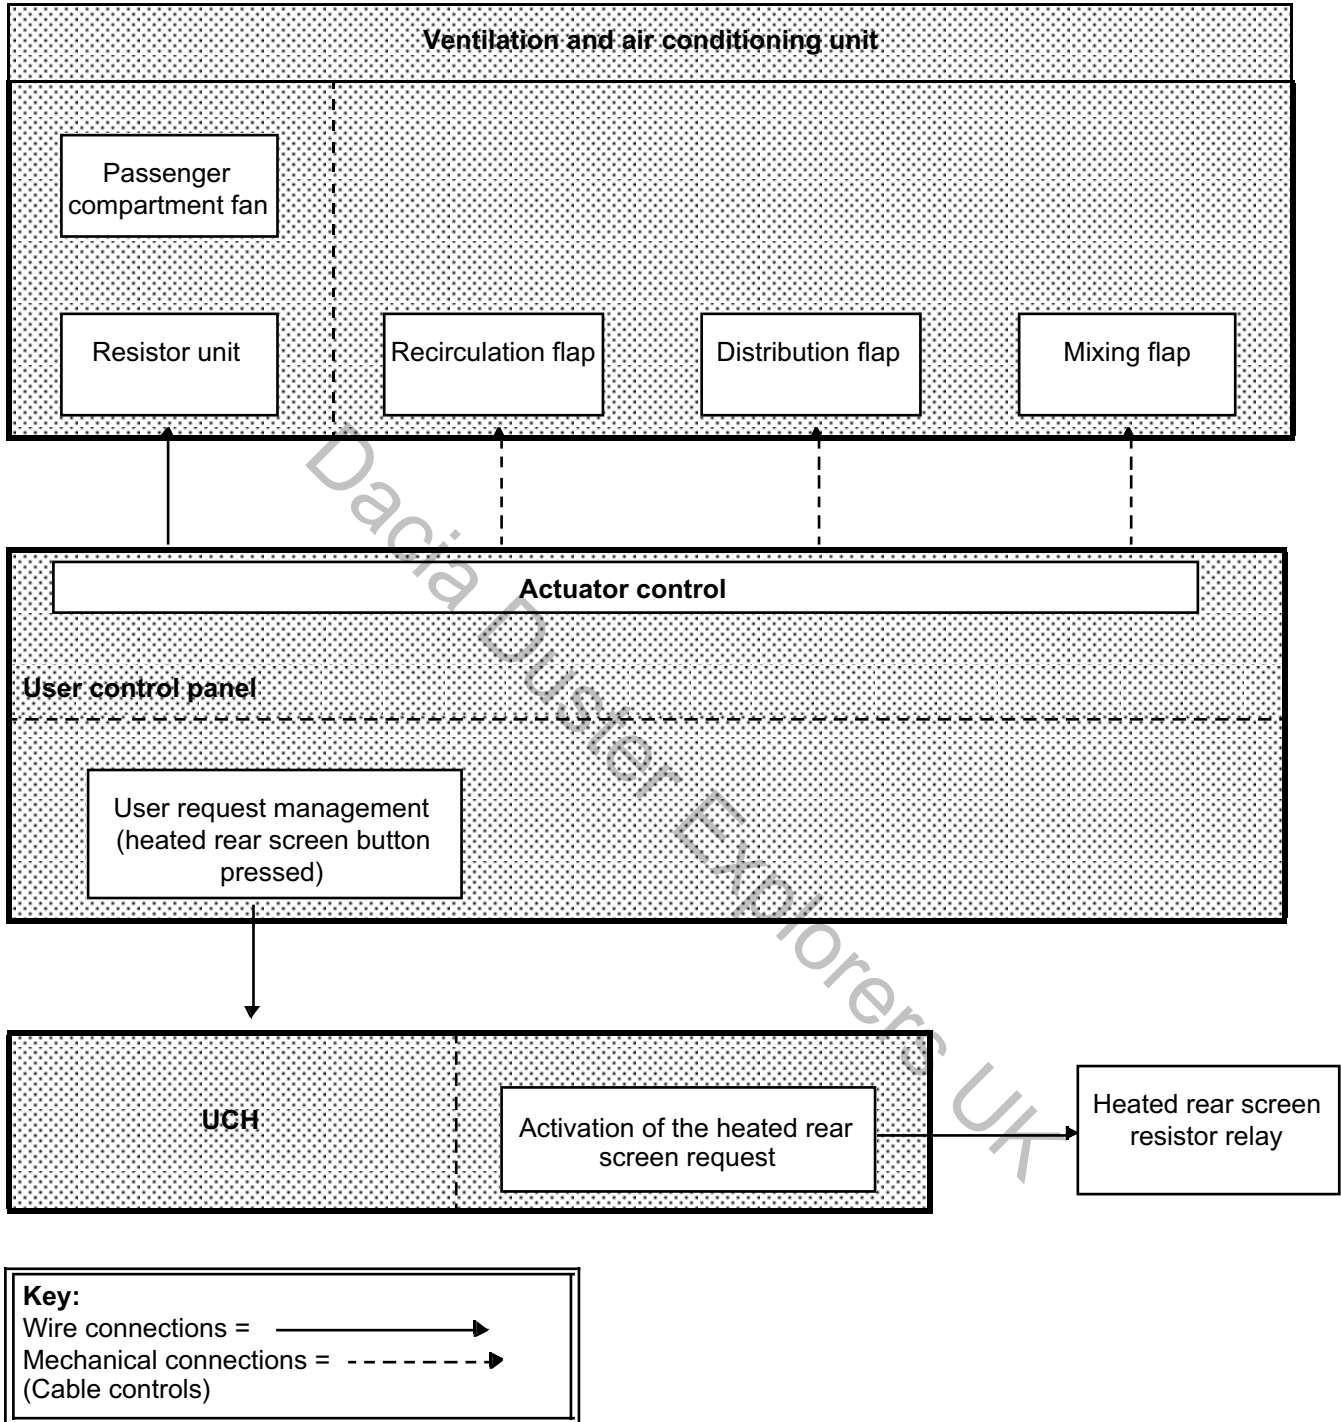 Ventilation and air conditioning unit
Passenger
compartment fan
Resistor unit
Recirculation flap
Distribution flap
Mixing flap
Actuator control
User control panel
User request management
(heated rear screen button
pressed)
UCH
Activation of the heated rear
screen request
Heated rear screen
resistor relay
Key:
Wire connections =
Mechanical connections =
(Cable controls)
Dacia Duster Explorers UK